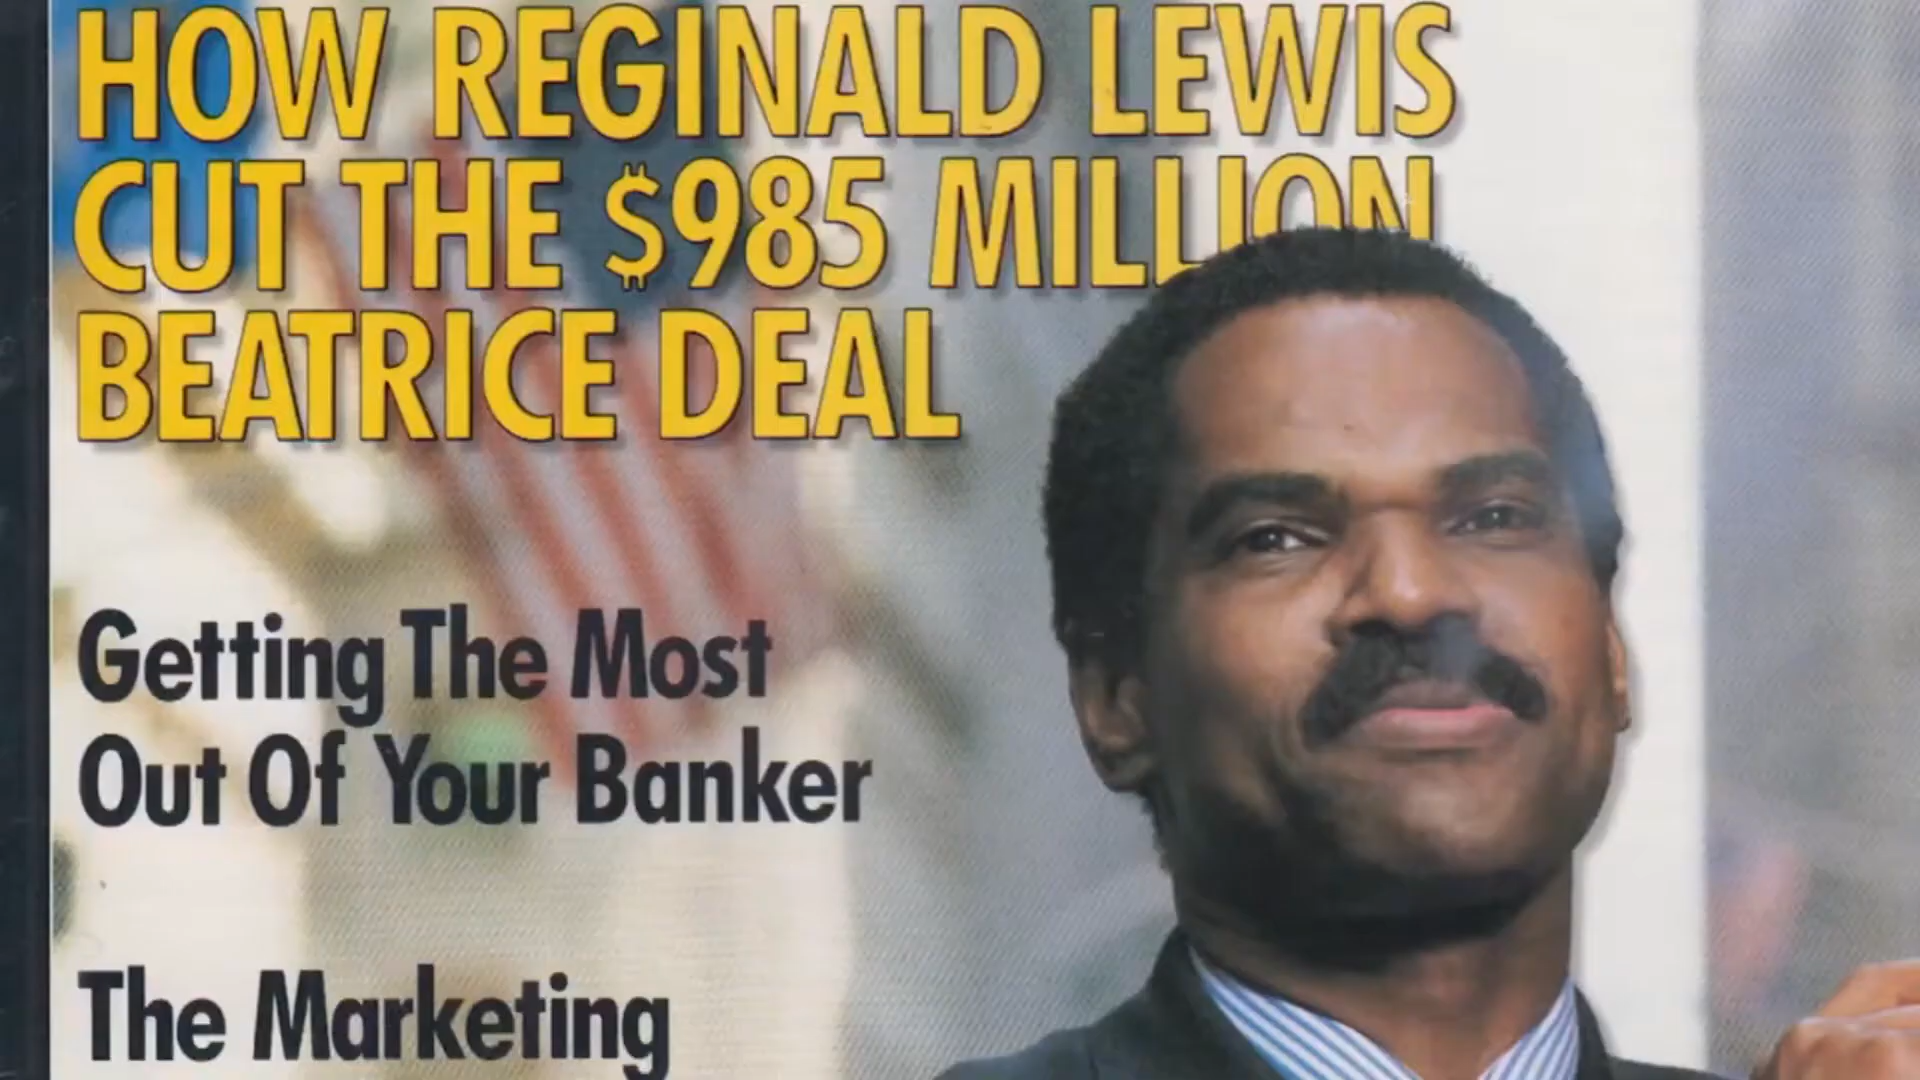 HOW REGINALD LEWIS
CUT THE $985 MILLION
BEATRICE DEAL
Getting The Most
Out Of Your Banker
The Marketing